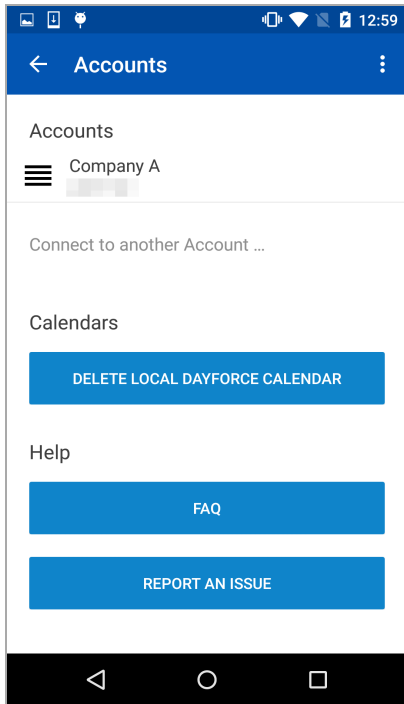 12:59
Accounts
Accounts
Company A
Connect to another Account ...
Calendars
DELETE LOCAL DAYFORCE CALENDAR
Help
FAQ
REPORT AN ISSUE